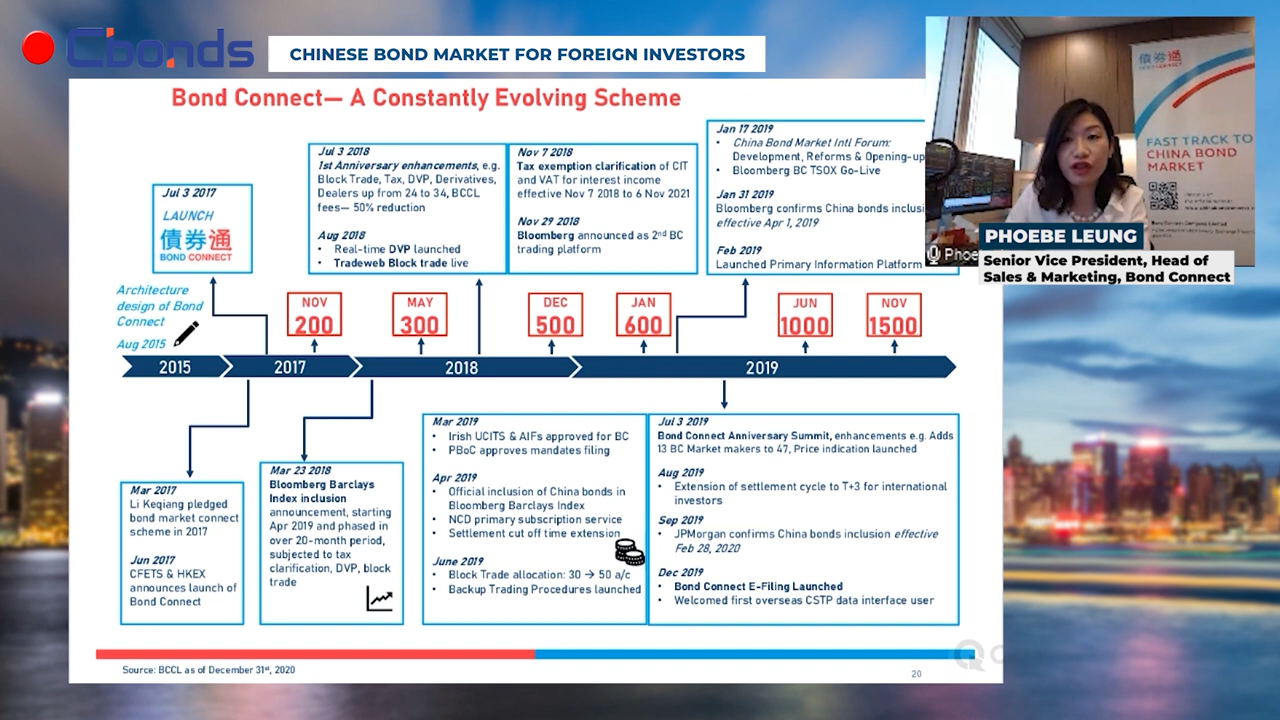 Cbonds
CHINESE BOND MARKET FOR FOREIGN INVESTORS
Bond Connect— A Constantly Evolving Scheme
Jul 3 2017
LAUNCH
債券通
BOND CONNECT
Jul 3 2018
1st Anniversary enhancements, e.g.
Block Trade, Tax, DVP, Derivatives,
Dealers up from 24 to 34, BCCL
fees— 50% reduction
Aug 2018
• Real-time DVP launched
• Tradeweb Block trade live
Nov 7 2018
Tax exemption clarification of CIT
and VAT for interest income
effective Nov 7 2018 to 6 Nov 2021
Nov 29 2018
Bloomberg announced as 2nd BC
trading platform
Jan 17 2019
• China Bond Market Intl Forum:
Development, Reforms & Opening-up
• Bloomberg BC TSOX Go-Live
Jan 31 2019
Bloomberg confirms China bonds inclusi
effective Apr 1, 2019
Feb 2019
Launched Primary Information Platform
Architecture
design of Bond
Connect
Aug 2015
NOV
200
MAY
300
DEC
500
JAN
600
JUN
1000
NOV
1500
2015
2017
2018
2019
Mar 2017
Li Keqiang pledged
bond market connect
scheme in 2017
Jun 2017
CFETS & HKEX
announces launch of
Bond Connect
Mar 23 2018
Bloomberg Barclays
Index inclusion
announcement, starting
Apr 2019 and phased in
over 20-month period,
subjected to tax
clarification, DVP, block
trade
Mar 2019
• Irish UCITS & AIFs approved for BC
• PBoC approves mandates filing
Apr 2019
• Official inclusion of China bonds in
Bloomberg Barclays Index
• NCD primary subscription service
• Settlement cut off time extension
June 2019
• Block Trade allocation: 30 → 50 a/c
• Backup Trading Procedures launched
Jul 3 2019
Bond Connect Anniversary Summit, enhancements e.g. Adds
13 BC Market makers to 47, Price indication launched
Aug 2019
• Extension of settlement cycle to T+3 for international
investors
Sep 2019
• JPMorgan confirms China bonds inclusion effective
Feb 28, 2020
Dec 2019
• Bond Connect E-Filing Launched
• Welcomed first overseas CSTP data interface user
Source: BCCL as of December 31st, 2020
20
債券通
BOND CONNECT
FAST TRACK TO
CHINA BOND
MARKET
Phoe
PHOEBE LEUNG
Senior Vice President, Head of
Sales & Marketing, Bond Connect